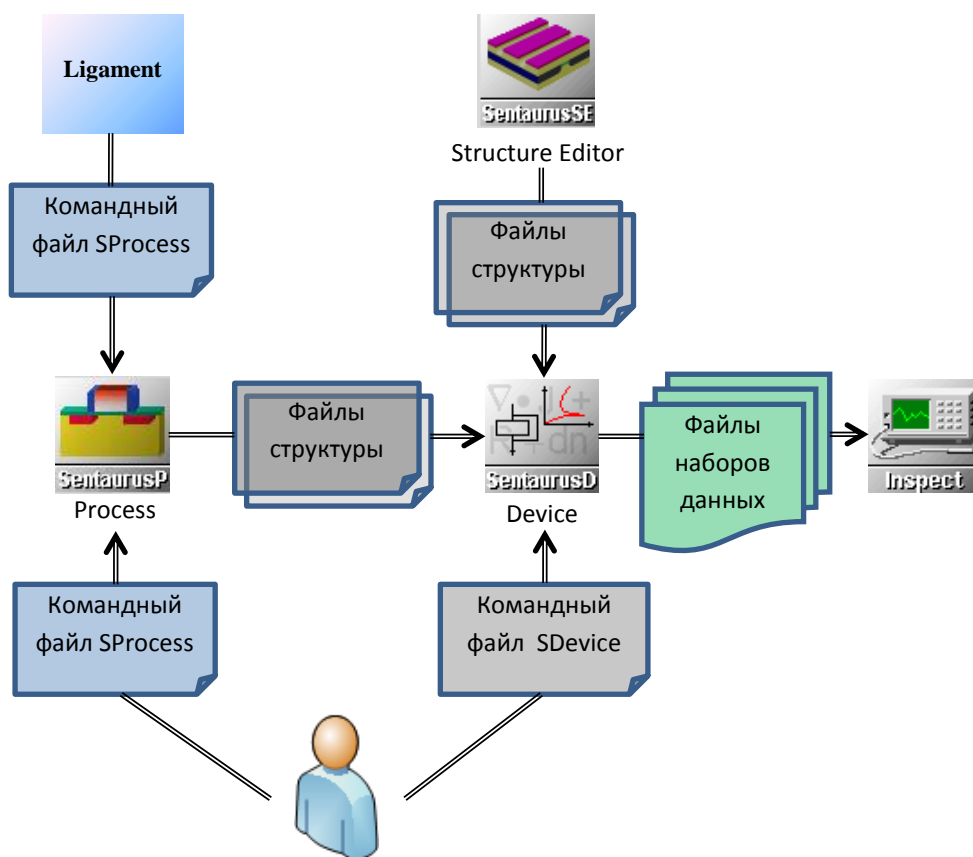 Ligament
SentaurusSE
Structure Editor
Командный
файл SProcess
Файлы
структуры
SentaurusP
Process
Файлы
структуры
SentaurusD
Device
Файлы
наборов
данных
Inspect
Командный
файл SProcess
Командный
файл SDevice